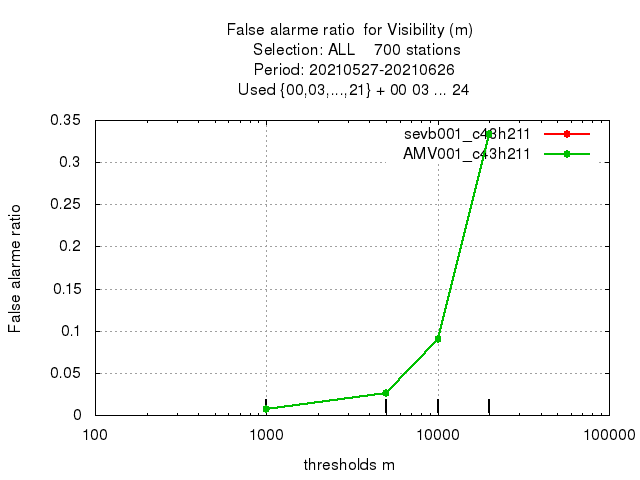 False alarme ratio  for Visibility (m)
Selection: ALL    700 stations
Period: 20210527-20210626
Used {00,03,...,21} + 00 03 ... 24
0.35
0.3
0.25
0.2
0.15
0.1
0.05
0
False alarme ratio
sevb001_c43h211
AMV001_c43h211
100
1000
10000
100000
thresholds m